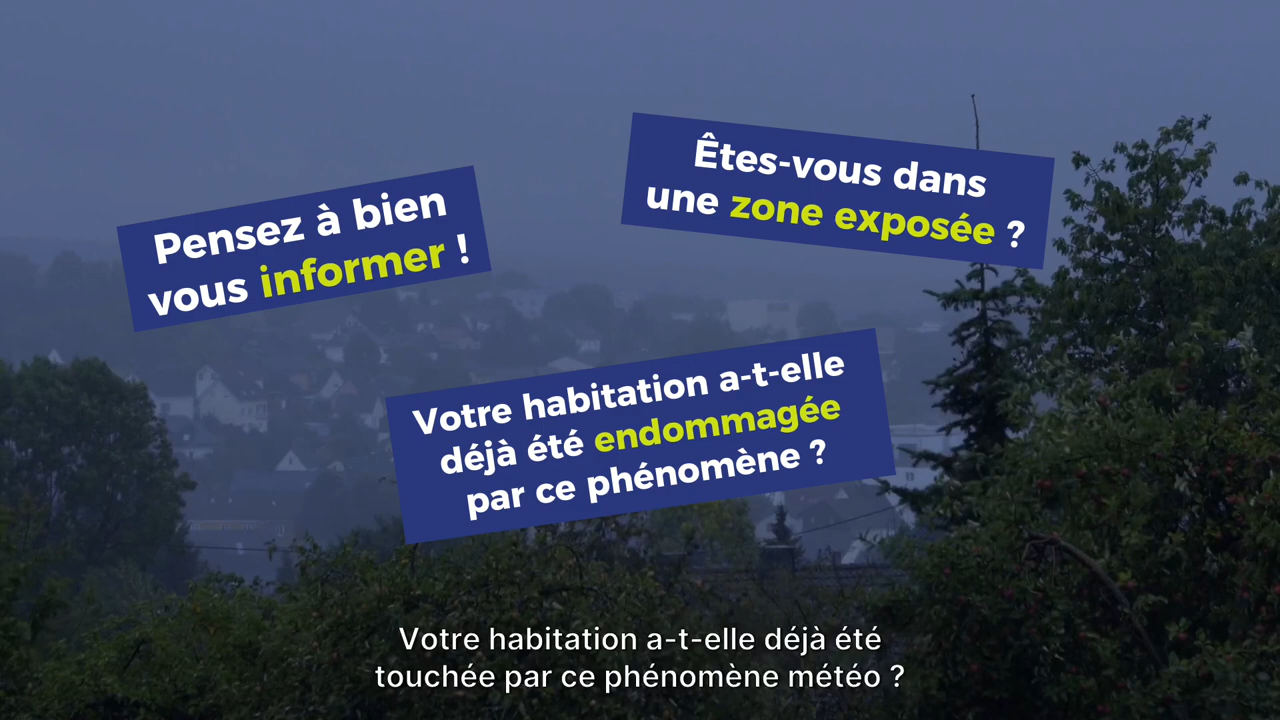 Pensez à bien
vous informer !
Êtes-vous dans
une zone exposée ?
Votre habitation a-t-elle
déjà été endommagée
par ce phénomène ?
Votre habitation a-t-elle déjà été
touchée par ce phénomène météo ?